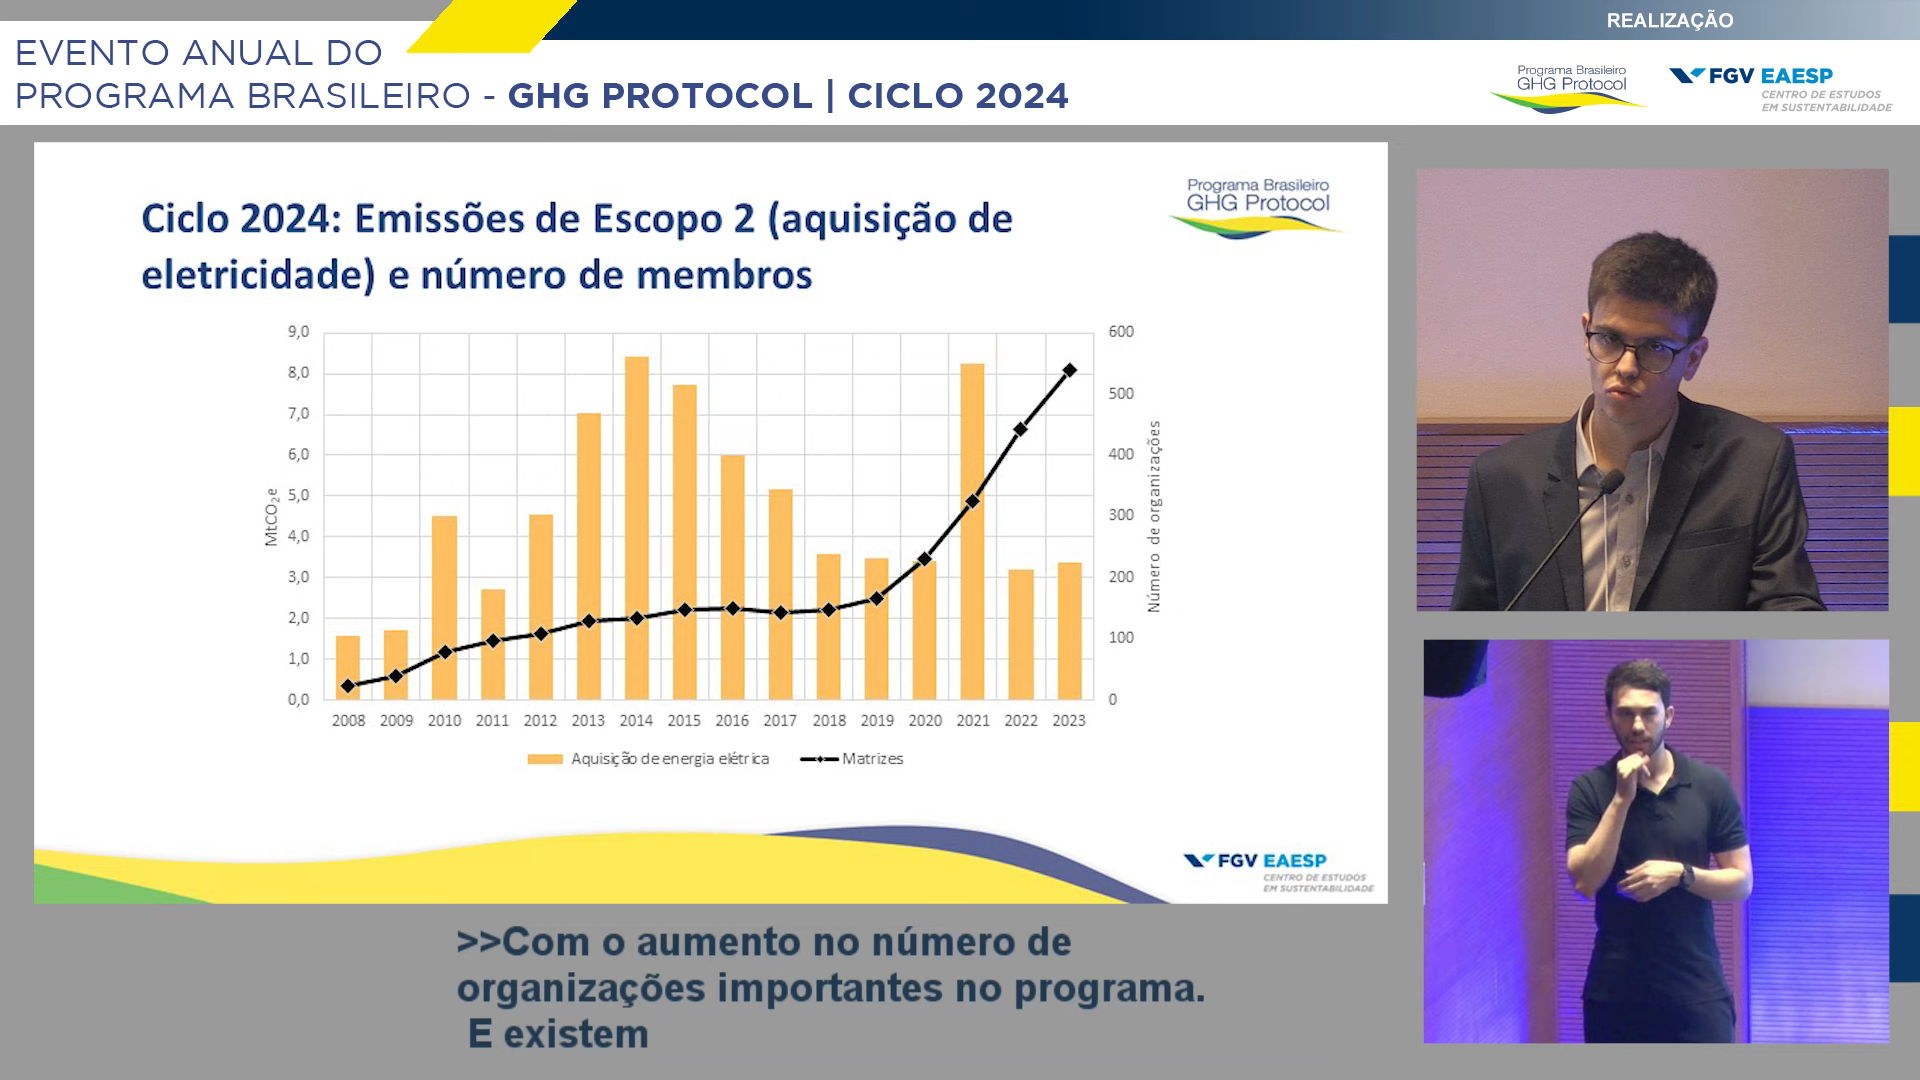 REALIZAÇÃO
EVENTO ANUAL DO
PROGRAMA BRASILEIRO - GHG PROTOCOL | CICLO 2024
Programa Brasileiro
GHG Protocol
FGV EAESP
CENTRO DE ESTUDOS
EM SUSTENTABILIDADE
Ciclo 2024: Emissões de Escopo 2 (aquisição de
eletricidade) e número de membros
Programa Brasileiro
GHG Protocol
MtCO₂e
9,0
8,0
7,0
6,0
5,0
4,0
3,0
2,0
1,0
0,0
600
500
400
300
200
100
0
Número de organizações
2008 2009 2010 2011 2012 2013 2014 2015 2016 2017 2018 2019 2020 2021 2022 2023
Aquisição de energia elétrica Matrizes
FGV EAESP
CENTRO DE ESTUDOS
EM SUSTENTABILIDADE
>>Com o aumento no número de
organizações importantes no programa.
E existem